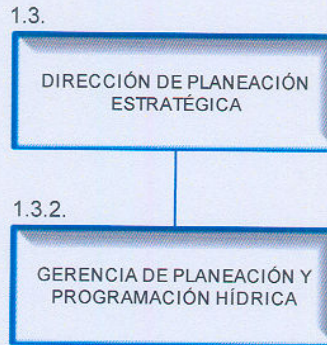 1.3.
DIRECCIÓN DE PLANEACIÓN
ESTRATÉGICA
1.3.2.
GERENCIA DE PLANEACIÓN Y
PROGRAMACIÓN HÍDRICA